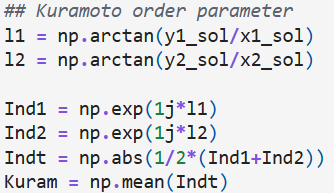 ## Kuramoto order parameter
l1 = np.arctan(y1_sol/x1_sol)
l2 = np.arctan(y2_sol/x2_sol)
Ind1 = np.exp(1j*l1)
Ind2 = np.exp(1j*l2)
Indt = np.abs(1/2*(Ind1+Ind2))
Kuram = np.mean(Indt)